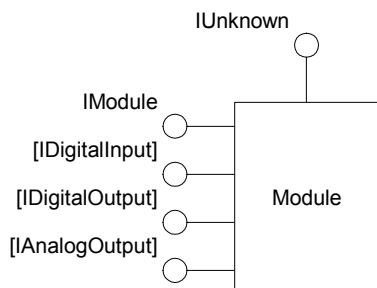 IUnknown
IModule
[IDigitalInput]
[IDigitalOutput]
Module
[IAnalogOutput]